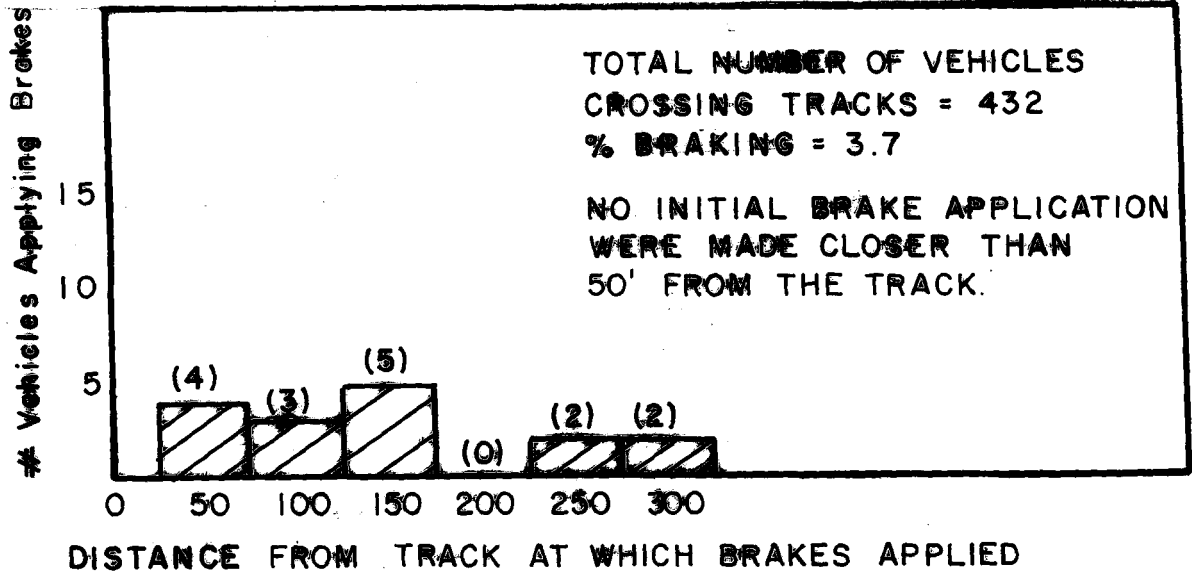 # Vehicles Applying Brakes
TOTAL NUMBER OF VEHICLES
CROSSING TRACKS = 432
% BRAKING = 3.7
NO INITIAL BRAKE APPLICATION
WERE MADE CLOSER THAN
50' FROM THE TRACK.
15
10
5
(4)
(3)
(5)
(0)
(2)
(2)
0 50 100 150 200 250 300
DISTANCE FROM TRACK AT WHICH BRAKES APPLIED